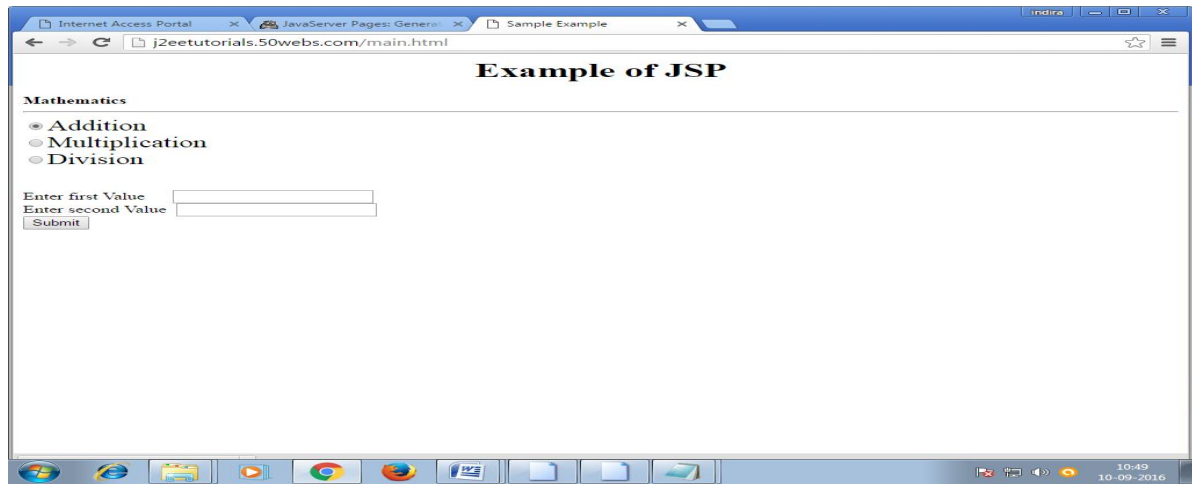 indira
Internet Access Portal
JavaServer Pages: General
Sample Example
j2eetutorials.50webs.com/main.html
Example of JSP
Mathematics
Addition
Multiplication
Division
Enter first Value
Enter second Value
Submit
10:49
10-09-2016